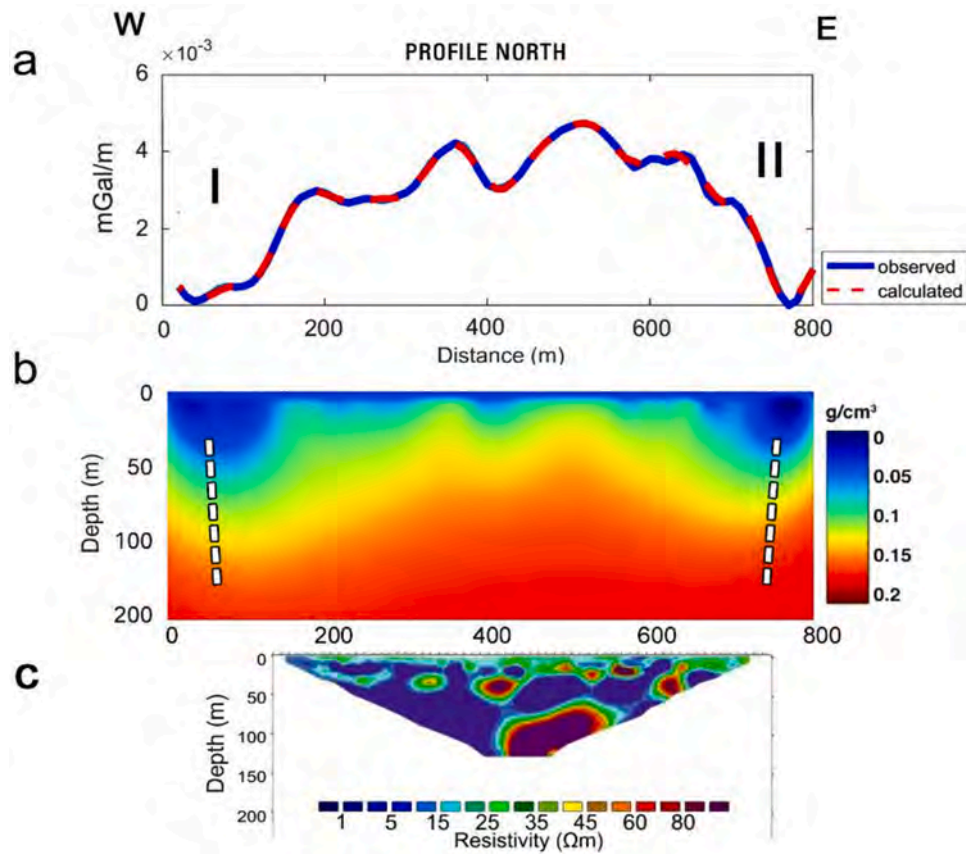 W
E
a
×10⁻³
PROFILE NORTH
6
4
2
0
mGal/m
I
II
0 200 400 600 800
Distance (m)
observed
calculated
b
0
50
100
200
Depth (m)
0 200 400 600 800
g/cm³
0
0.05
0.1
0.15
0.2
c
0
50
100
150
200
Depth (m)
1 5 15 25 35 45 60 80
Resistivity (Ωm)